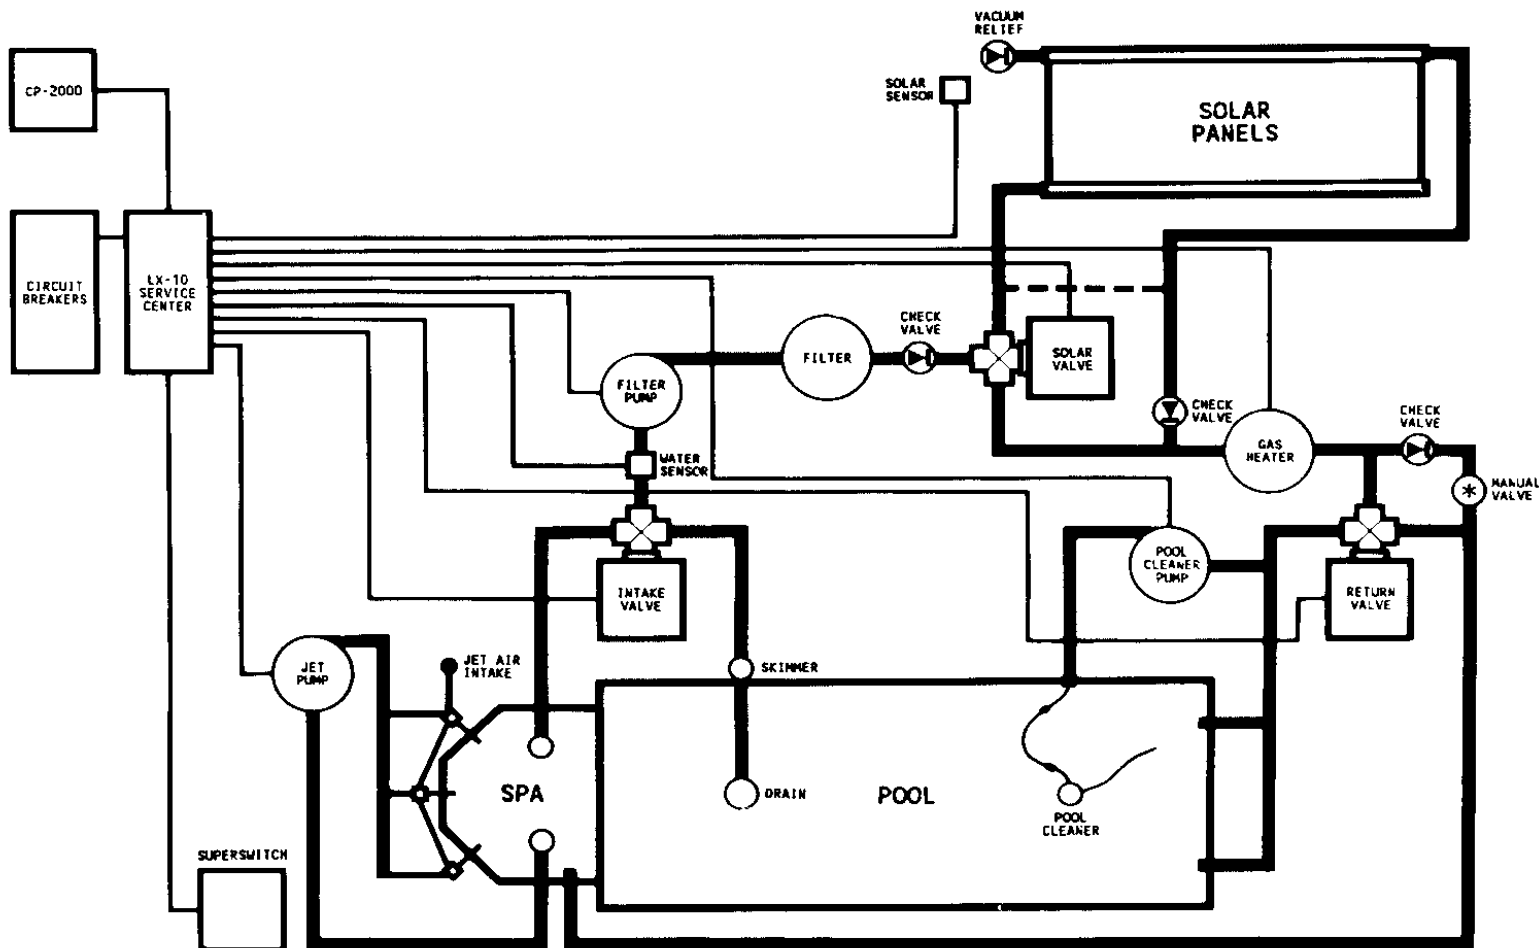 VACUUM
RELIEF
CP-2000
SOLAR
SENSOR
SOLAR
PANELS
CIRCUIT
BREAKERS
LX-10
SERVICE
CENTER
CHECK
VALVE
FILTER
SOLAR
VALVE
FILTER
PUMP
CHECK
VALVE
CHECK
VALVE
GAS
HEATER
WATER
SENSOR
MANUAL
VALVE
*
POOL
CLEANER
PUMP
INTAKE
VALVE
RETURN
VALVE
JET
PUMP
JET AIR
INTAKE
SKIMMER
SPA
DRAIN
POOL
POOL
CLEANER
SUPERSWITCH